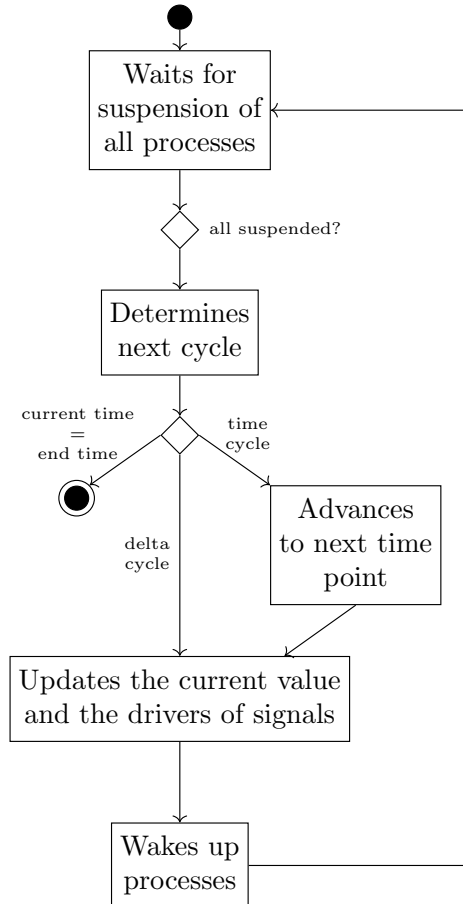 Waits for
suspension of
all processes
all suspended?
Determines
next cycle
current time
=
end time
time
cycle
delta
cycle
Advances
to next time
point
Updates the current value
and the drivers of signals
Wakes up
processes